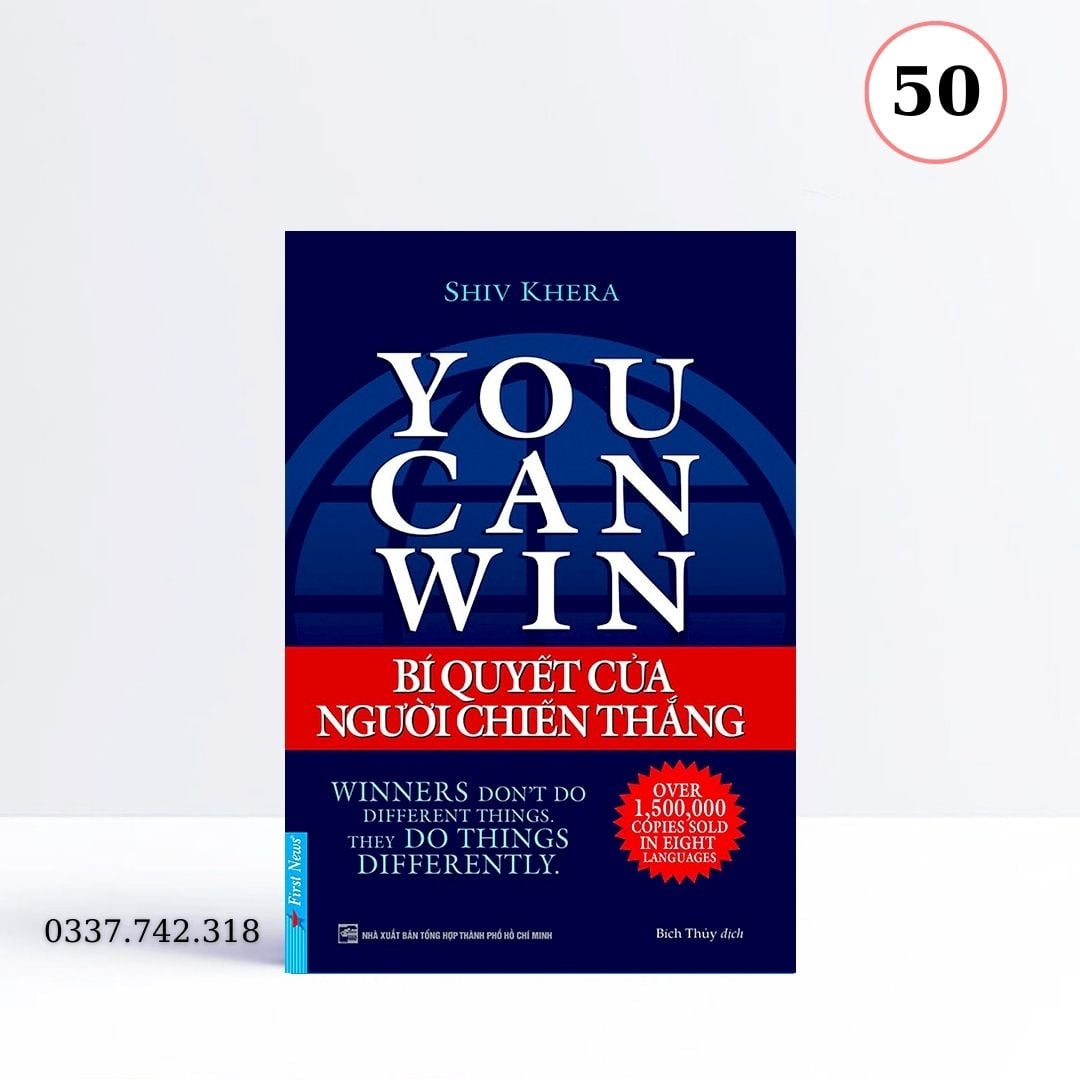 50
SHIV KHERA
YOU
CAN
WIN
BÍ QUYẾT CỦA
NGƯỜI CHIẾN THẮNG
WINNERS DON'T DO
DIFFERENT THINGS.
THEY DO THINGS
DIFFERENTLY.
OVER
1,500,000
COPIES SOLD
IN EIGHT
LANGUAGES
First News
0337.742.318
NHÀ XUẤT BẢN TỔNG HỢP THÀNH PHỐ HỒ CHÍ MINH
Bích Thủy dịch